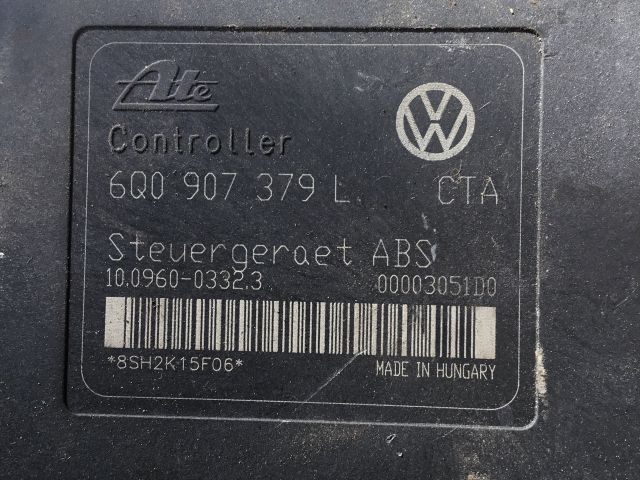 Ate
Controller
6Q0 907 379 L CTA
Steuergeraet ABS
10.0960-0332.3 00003051D0
*8SH2K15F06*
MADE IN HUNGARY